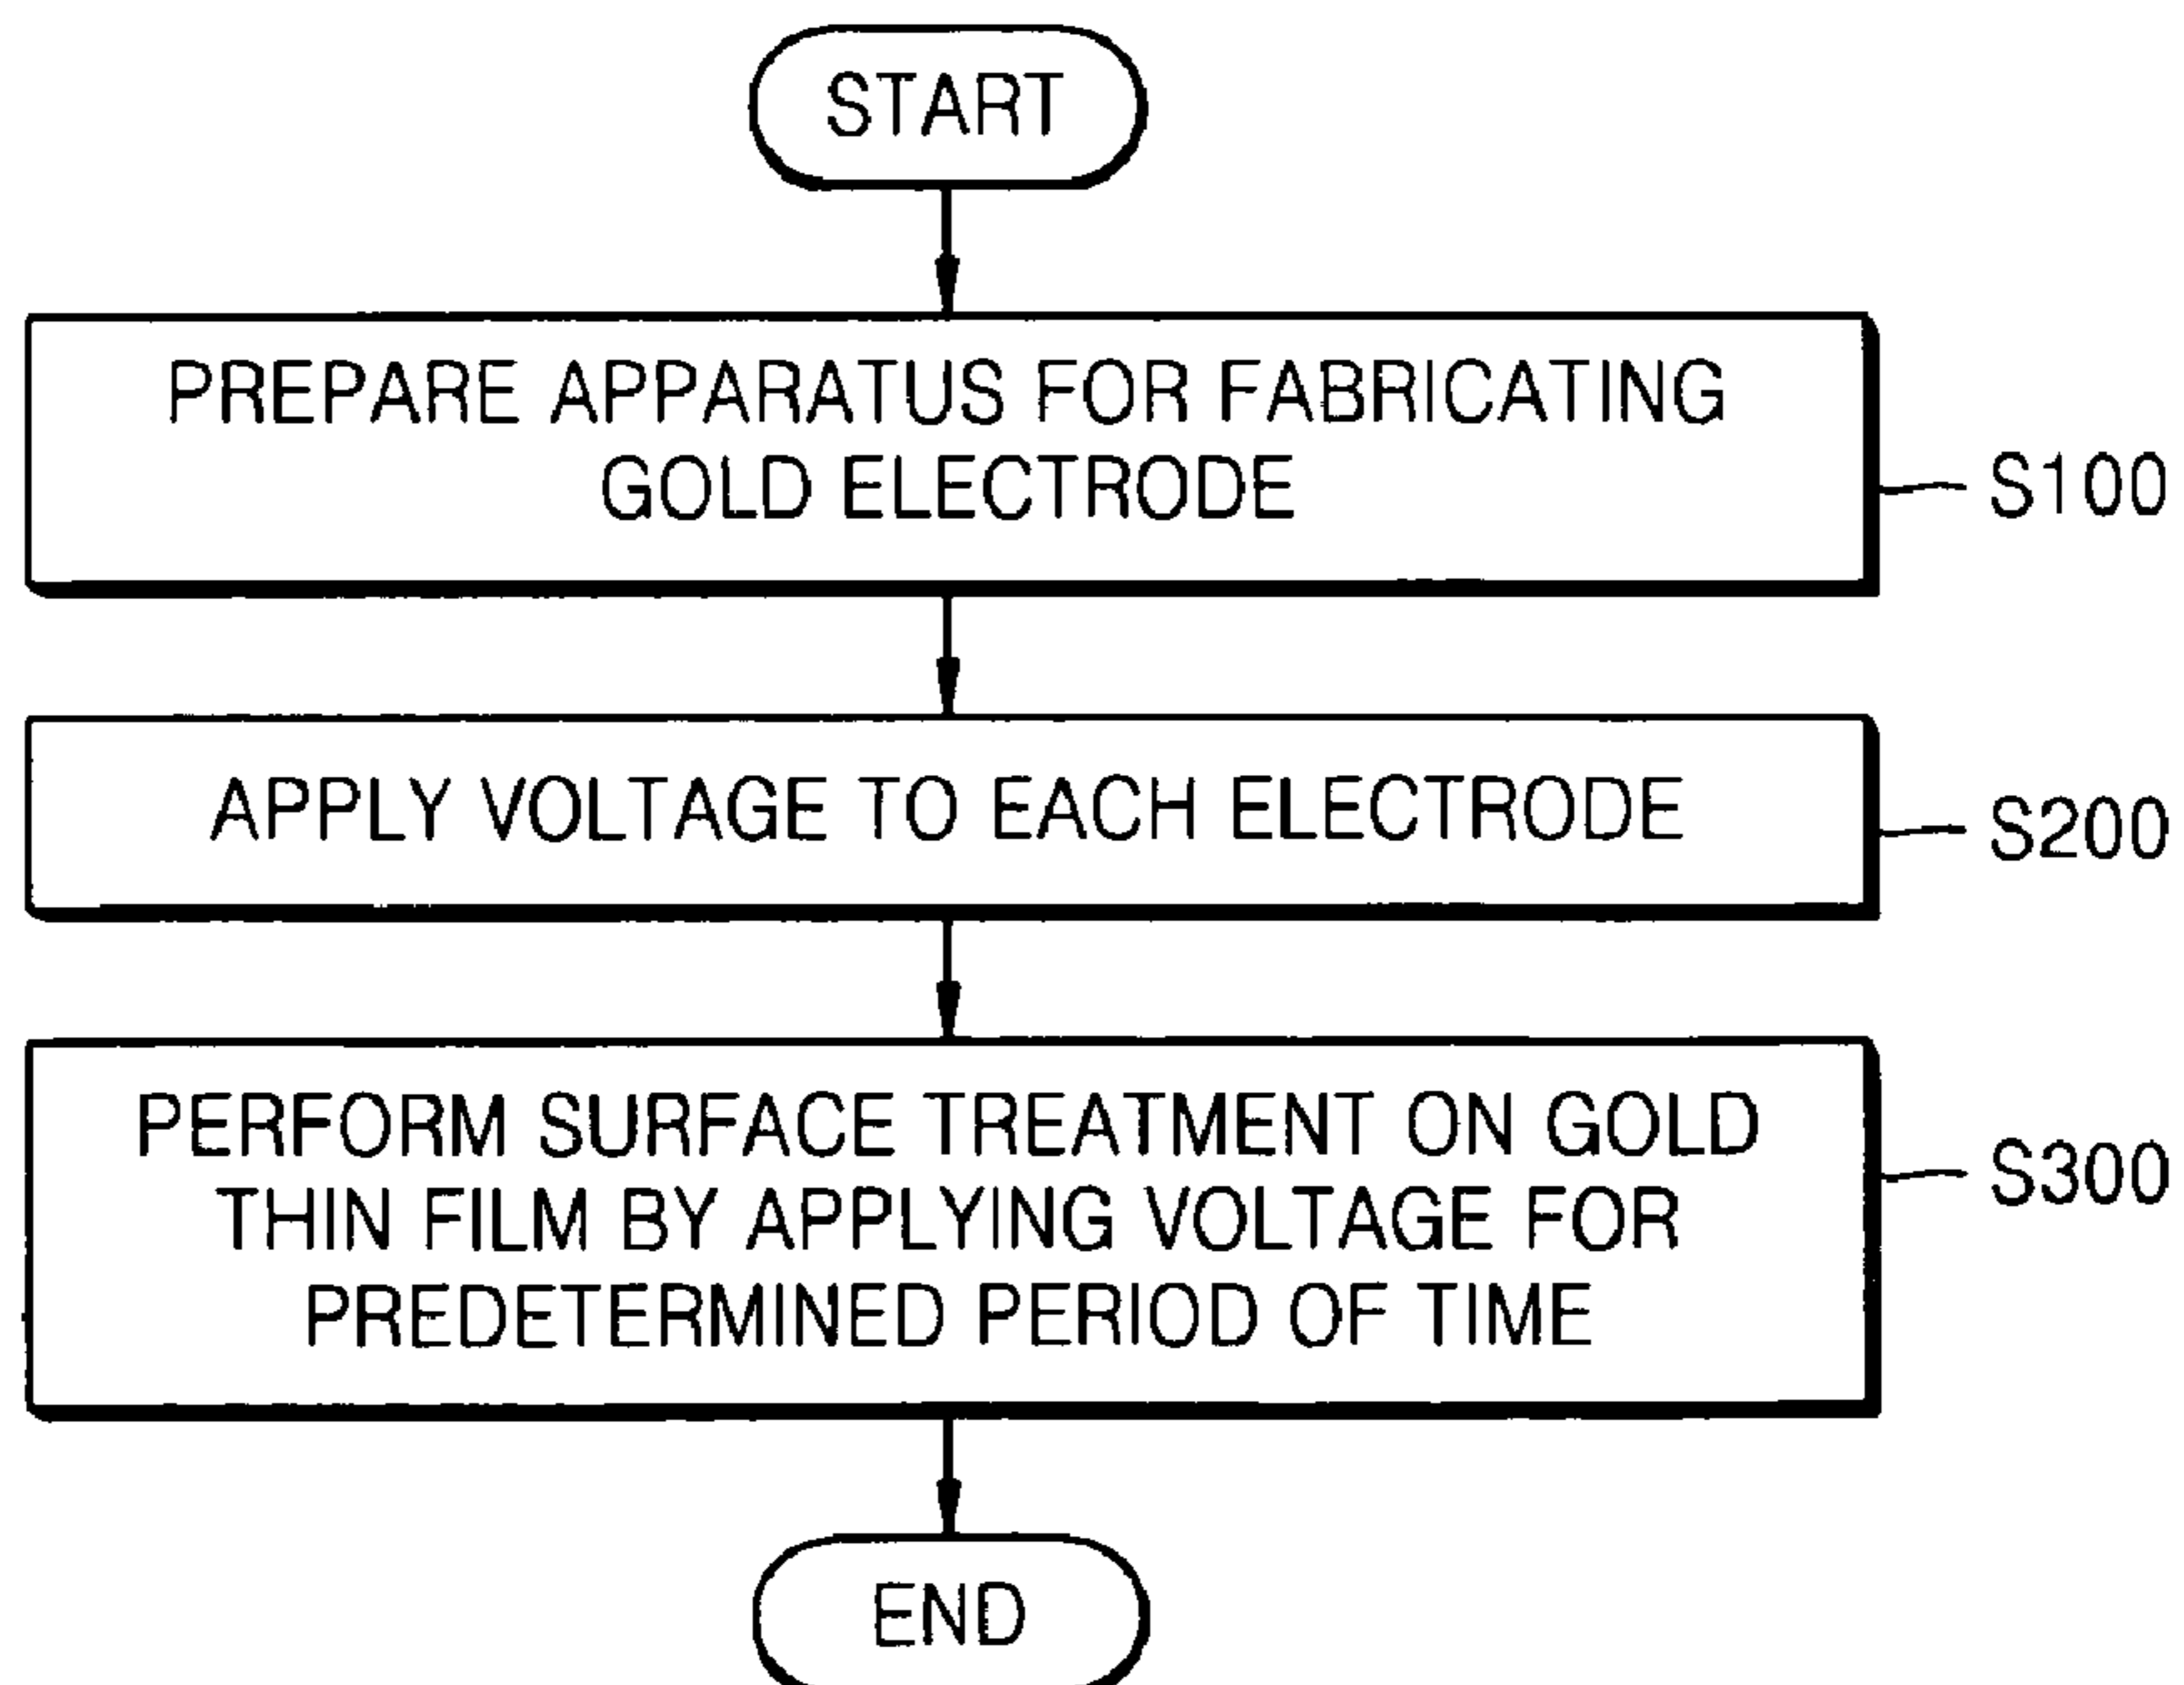 START
PREPARE APPARATUS FOR FABRICATING
GOLD ELECTRODE
S100
APPLY VOLTAGE TO EACH ELECTRODE
S200
PERFORM SURFACE TREATMENT ON GOLD
THIN FILM BY APPLYING VOLTAGE FOR
PREDETERMINED PERIOD OF TIME
S300
END